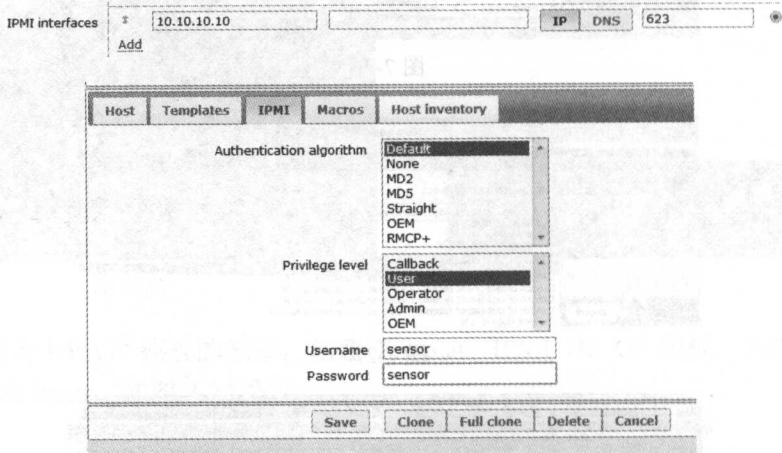 IPMI interfaces 10.10.10.10 IP DNS 623
Add
Host Templates IPMI Macros Host inventory
Authentication algorithm Default
None
MD2
MD5
Straight
OEM
RMCP+
Privilege level Callback
User
Operator
Admin
OEM
Username sensor
Password sensor
Save Clone Full clone Delete Cancel